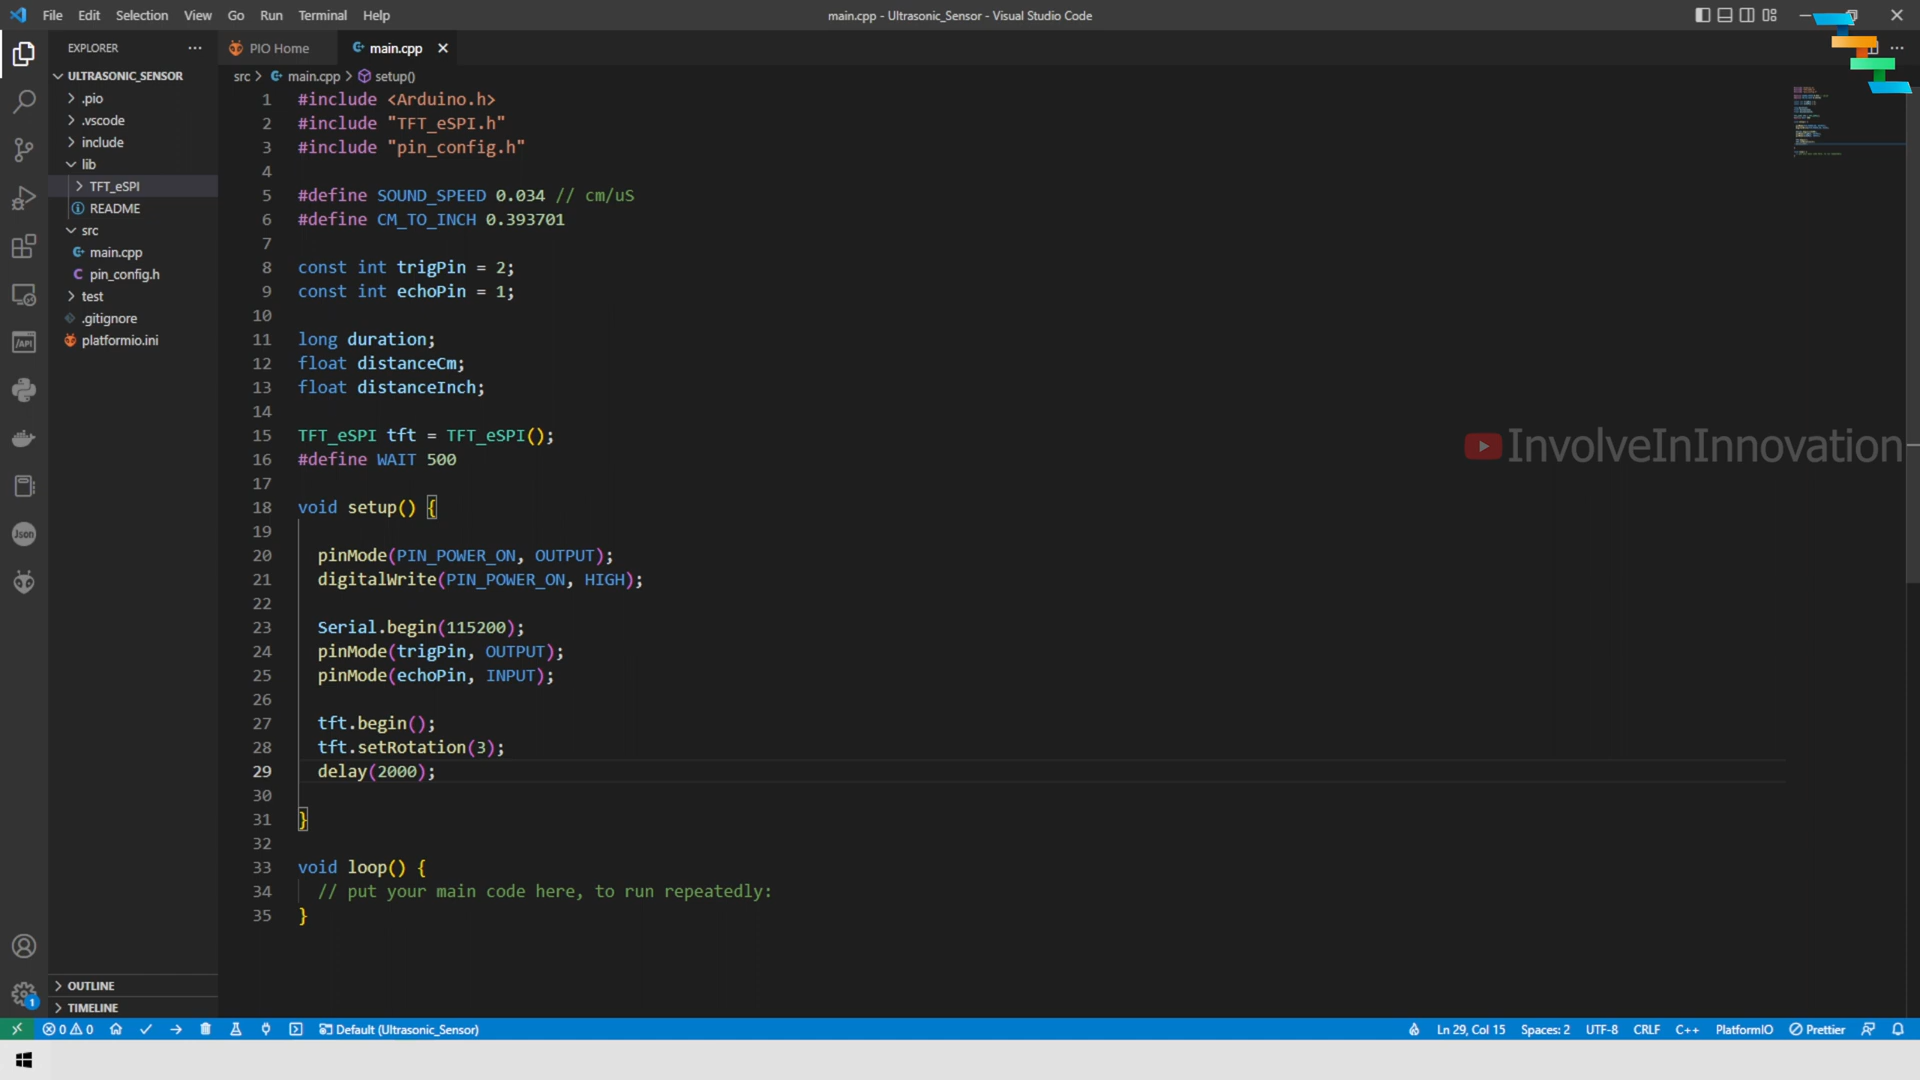 File Edit Selection View Go Run Terminal Help
main.cpp - Ultrasonic_Sensor - Visual Studio Code
EXPLORER
PIO Home
main.cpp
ULTRASONIC_SENSOR
.pio
.vscode
include
lib
TFT_eSPI
README
src
main.cpp
pin_config.h
test
.gitignore
platformio.ini
OUTLINE
TIMELINE
/API
Json
1
src > main.cpp > setup()
1 #include <Arduino.h>
2 #include "TFT_eSPI.h"
3 #include "pin_config.h"
4
5 #define SOUND_SPEED 0.034 // cm/uS
6 #define CM_TO_INCH 0.393701
7
8 const int trigPin = 2;
9 const int echoPin = 1;
10
11 long duration;
12 float distanceCm;
13 float distanceInch;
14
15 TFT_eSPI tft = TFT_eSPI();
16 #define WAIT 500
17
18 void setup() {
19
20 pinMode(PIN_POWER_ON, OUTPUT);
21 digitalWrite(PIN_POWER_ON, HIGH);
22
23 Serial.begin(115200);
24 pinMode(trigPin, OUTPUT);
25 pinMode(echoPin, INPUT);
26
27 tft.begin();
28 tft.setRotation(3);
29 delay(2000);
30
31 }
32
33 void loop() {
34 // put your main code here, to run repeatedly:
35 }
InvolveInInnovation
0 0 Default (Ultrasonic_Sensor)
Ln 29, Col 15 Spaces: 2 UTF-8 CRLF C++ PlatformIO Prettier